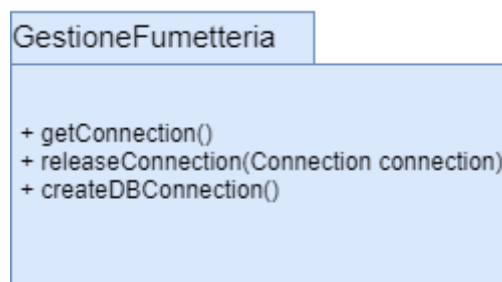 GestioneFumetteria
+ getConnection()
+ releaseConnection(Connection connection)
+ createDBConnection()